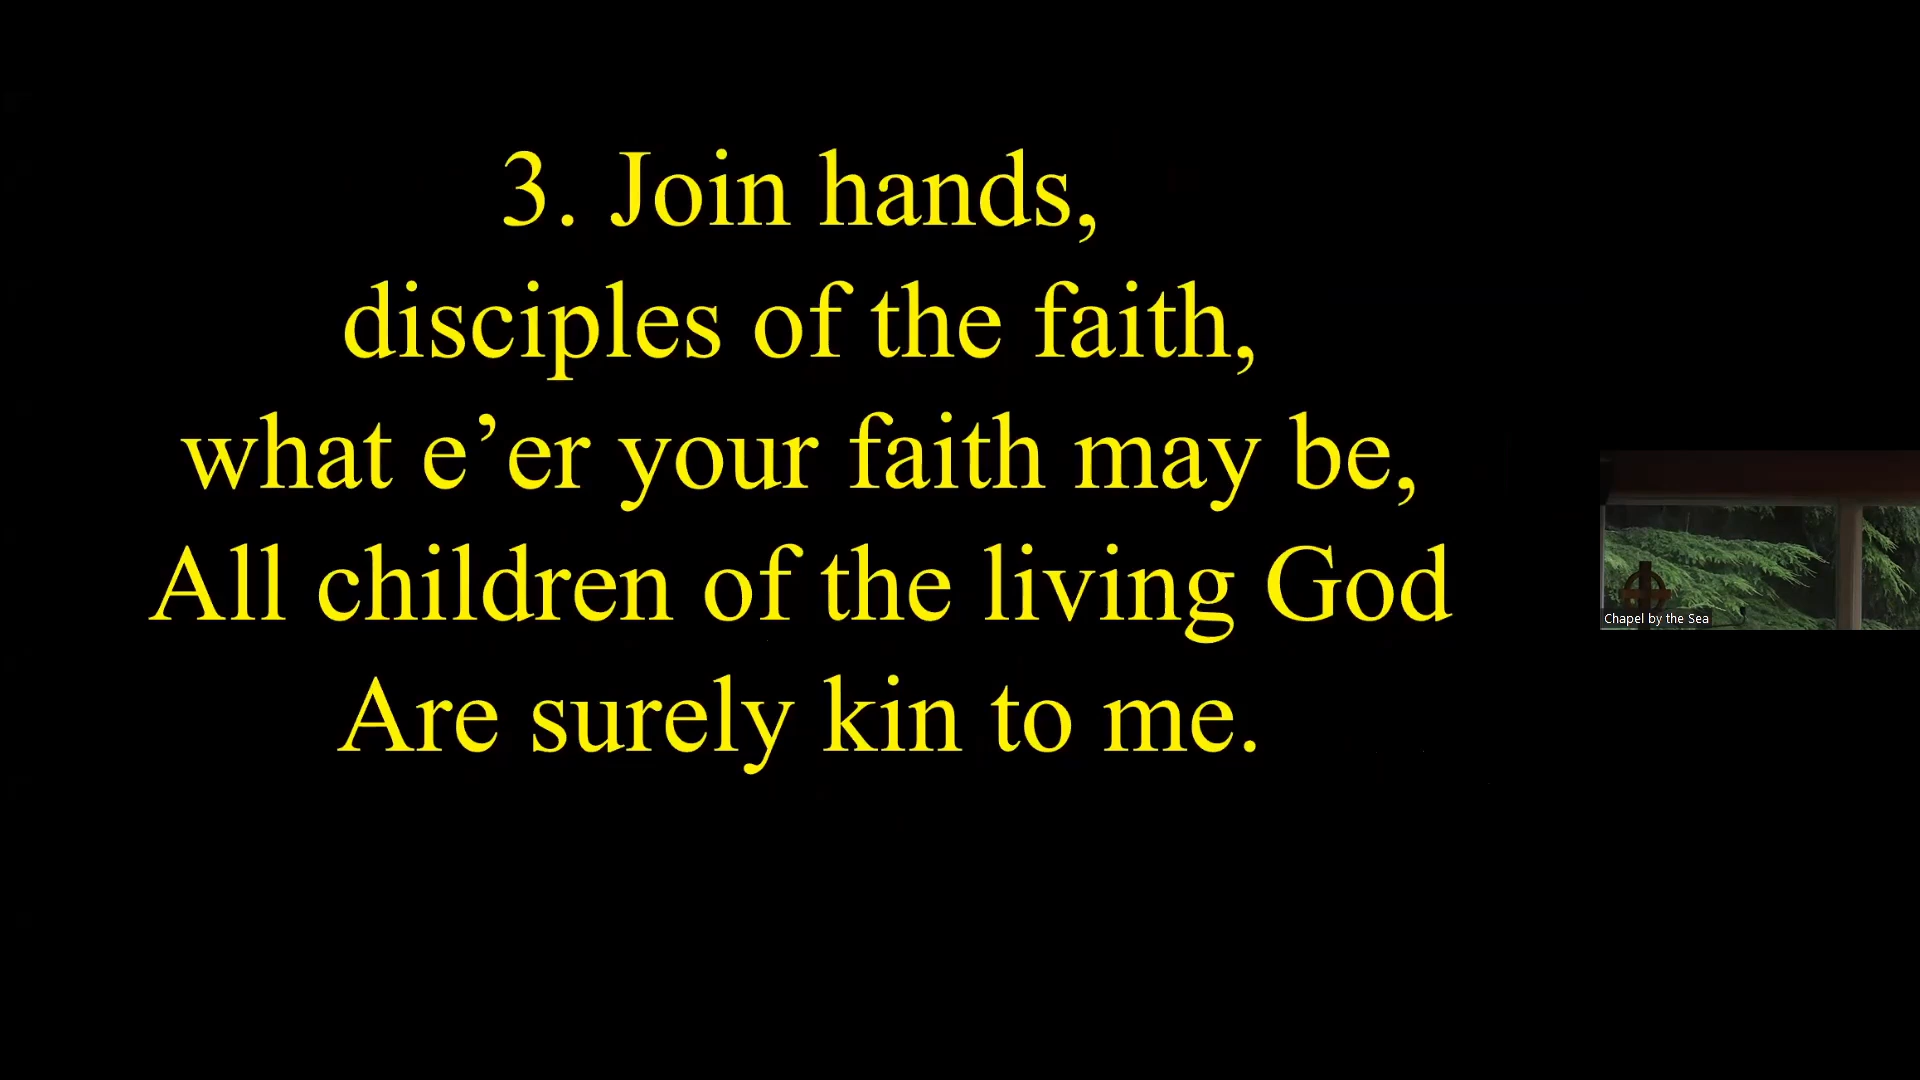 3. Join hands,
disciples of the faith,
what e’er your faith may be,
All children of the living God
Are surely kin to me.
Chapel by the Sea